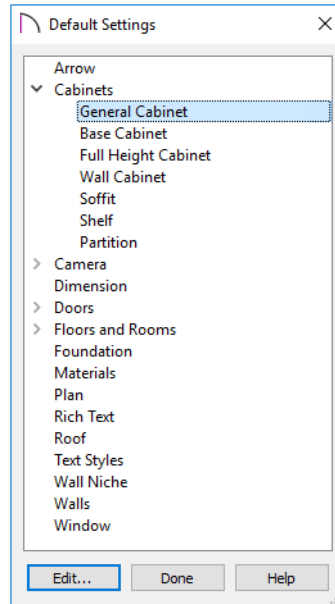 Default Settings
Arrow
Cabinets
General Cabinet
Base Cabinet
Full Height Cabinet
Wall Cabinet
Soffit
Shelf
Partition
Camera
Dimension
Doors
Floors and Rooms
Foundation
Materials
Plan
Rich Text
Roof
Text Styles
Wall Niche
Walls
Window
Edit... Done Help